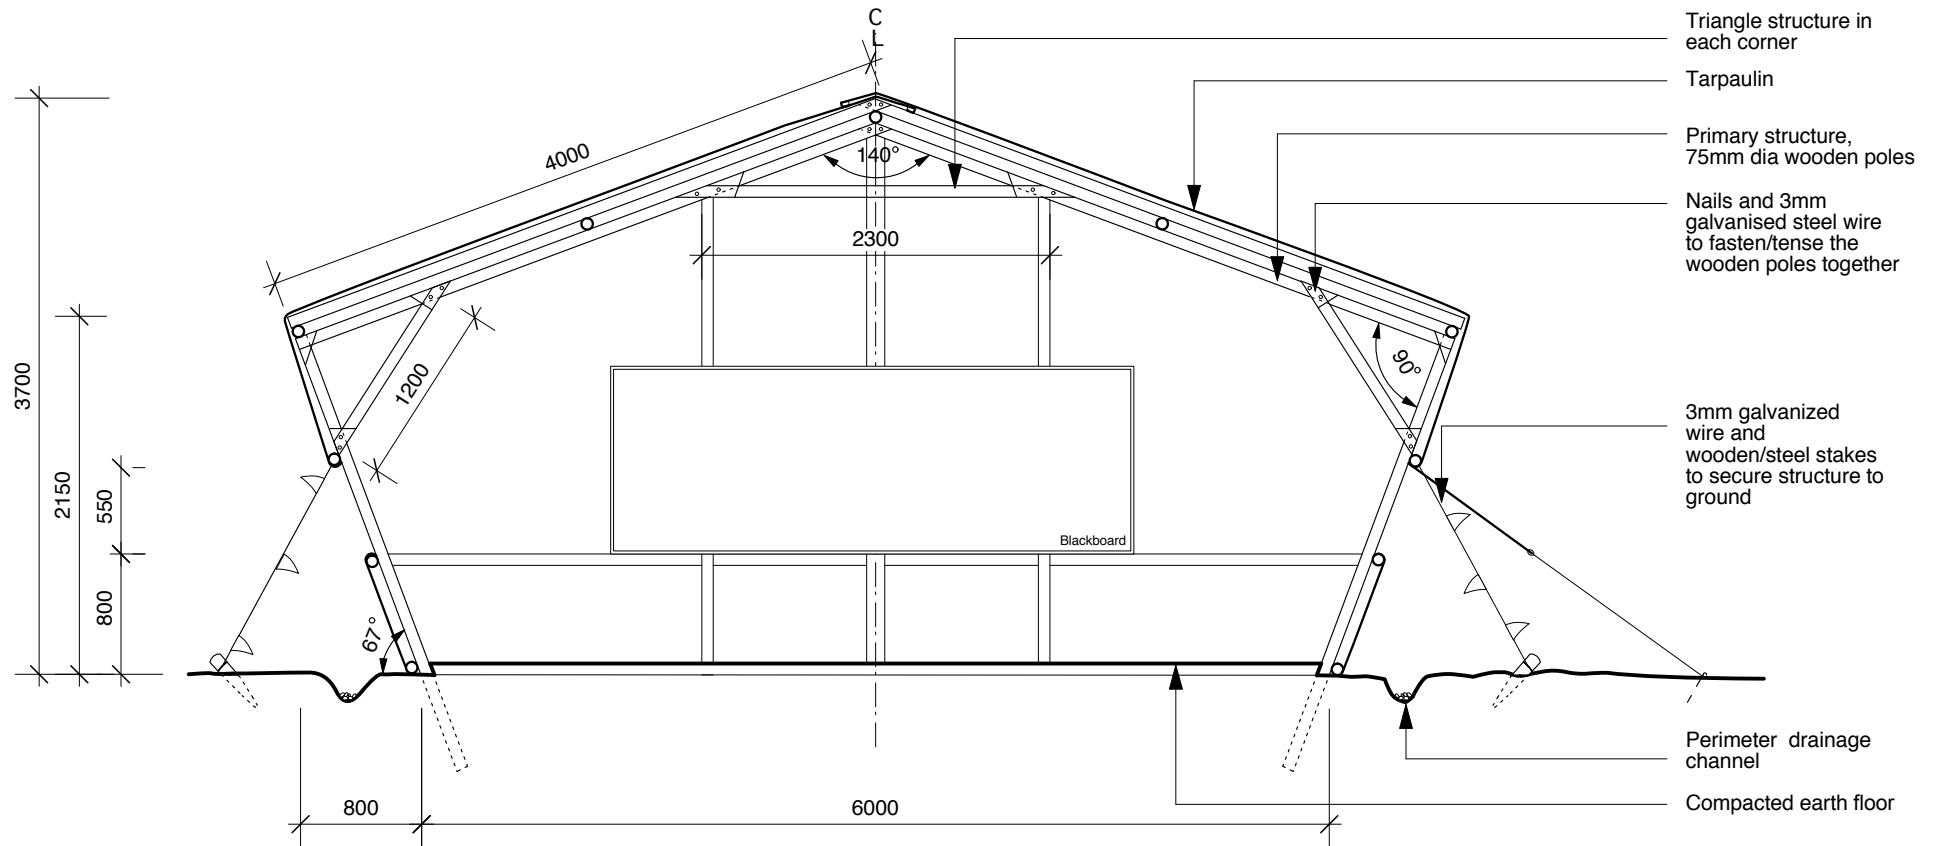 C
L
Triangle structure in
each corner
Tarpaulin
Primary structure,
75mm dia wooden poles
Nails and 3mm
galvanised steel wire
to fasten/tense the
wooden poles together
3mm galvanized
wire and
wooden/steel stakes
to secure structure to
ground
Perimeter drainage
channel
Compacted earth floor
4000
140°
2300
1200
90°
3700
2150
550
800
67°
Blackboard
800
6000